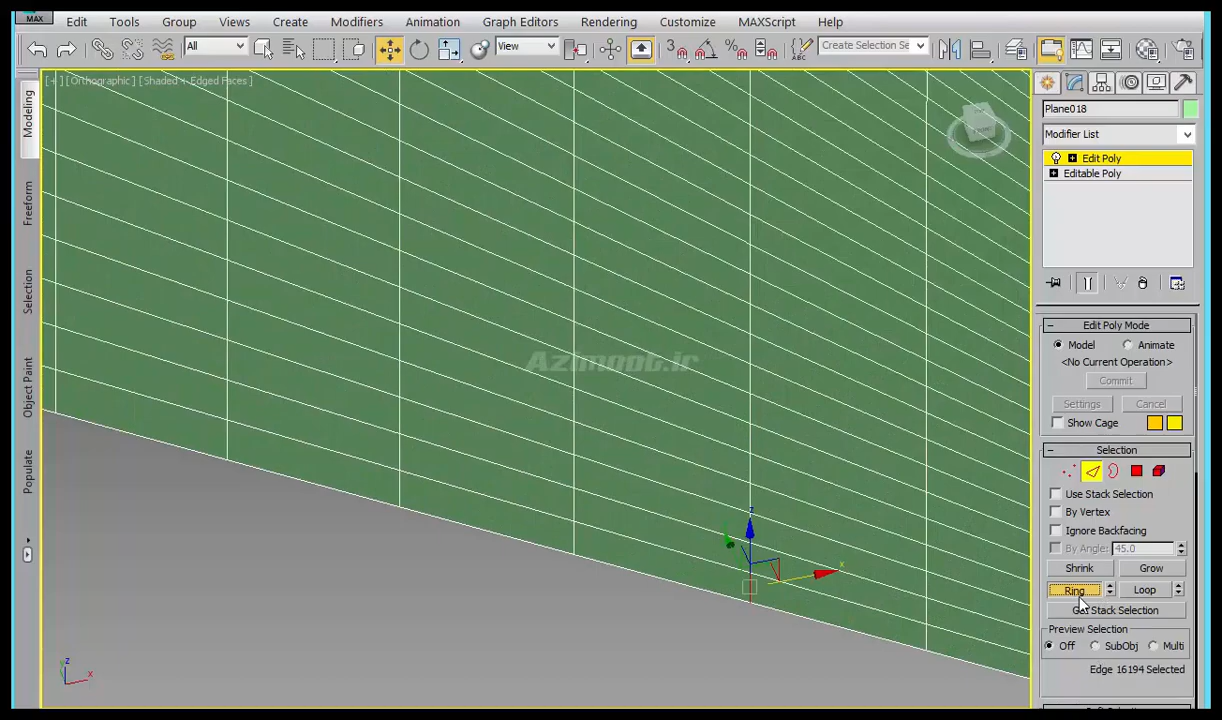 MAX
Edit Tools Group Views Create Modifiers Animation Graph Editors Rendering Customize MAXScript Help
All View 3 Create Selection Se
[+][Orthographic][Shaded + Edged Faces]
Modeling
Freeform
Selection
Object Paint
Populate
Azimoot.ir
z
x
z
x
Plane018
Modifier List
Edit Poly
Editable Poly
Edit Poly Mode
Model Animate
<No Current Operation>
Commit
Settings Cancel
Show Cage
Selection
Use Stack Selection
By Vertex
Ignore Backfacing
By Angle: 45.0
Shrink Grow
Ring Loop
Get Stack Selection
Preview Selection
Off SubObj Multi
Edge 16194 Selected